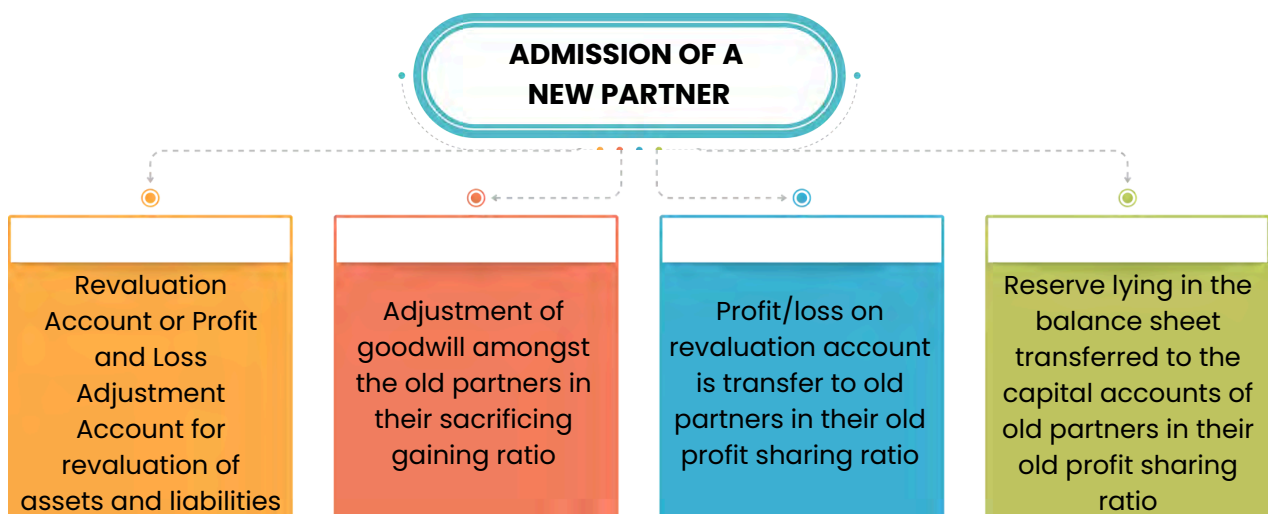 ADMISSION OF A
NEW PARTNER
Revaluation
Account or Profit
and Loss
Adjustment
Account for
revaluation of
assets and liabilities
Adjustment of
goodwill amongst
the old partners in
their sacrificing
gaining ratio
Profit/loss on
revaluation account
is transfer to old
partners in their old
profit sharing ratio
Reserve lying in the
balance sheet
transferred to the
capital accounts of
old partners in their
old profit sharing
ratio